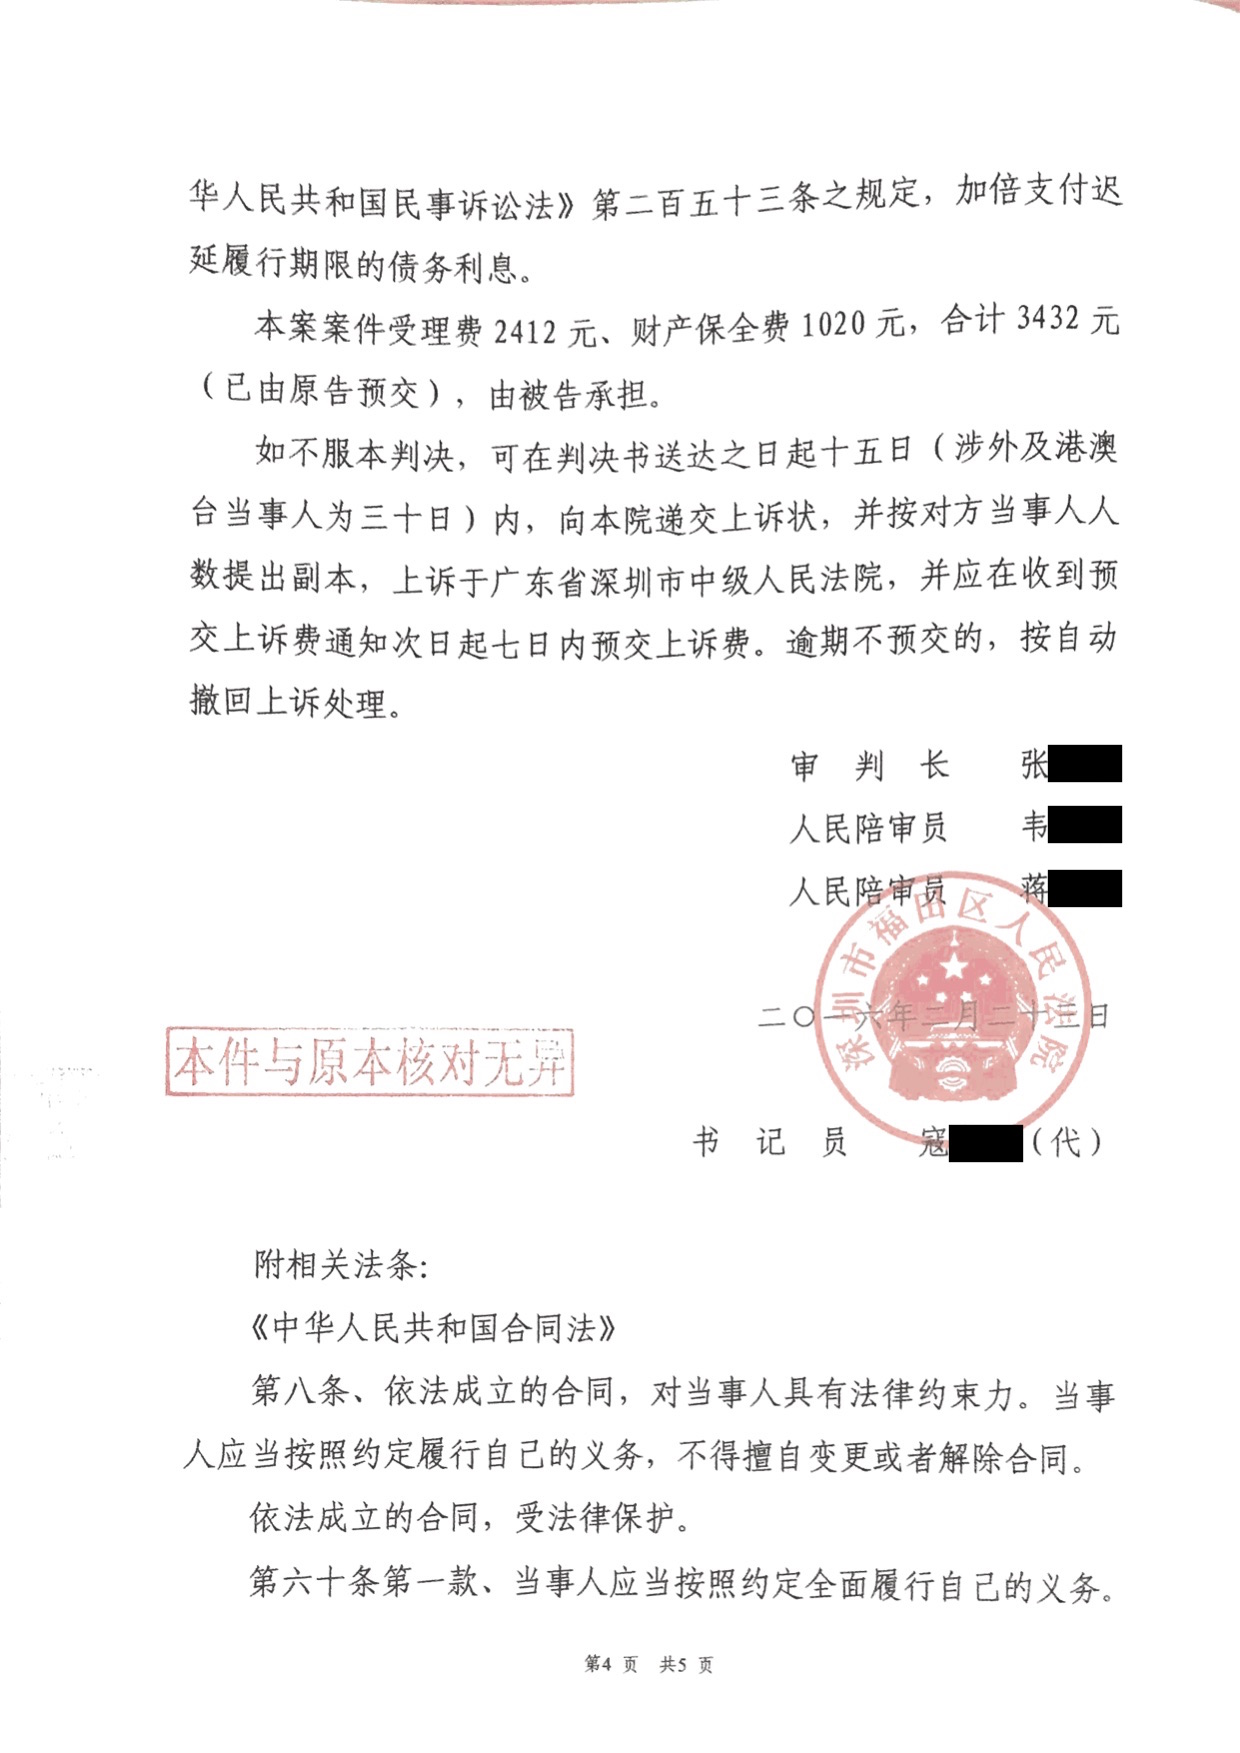 华人民共和国民事诉讼法》第二百五十三条之规定，加倍支付迟
延履行期限的债务利息。
本案案件受理费2412元、财产保全费1020元，合计3432元
（已由原告预交），由被告承担。
如不服本判决，可在判决书送达之日起十五日（涉外及港澳
台当事人为三十日）内，向本院递交上诉状，并按对方当事人人
数提出副本，上诉于广东省深圳市中级人民法院，并应在收到预
交上诉费通知次日起七日内预交上诉费。逾期不预交的，按自动
撤回上诉处理。
审判长 张
人民陪审员 韦
人民陪审员 蒋
深圳市福田区人民法院
二〇一六年二月二十三日
本件与原本核对无异
书记员 寇（代）
附相关法条：
《中华人民共和国合同法》
第八条、依法成立的合同，对当事人具有法律约束力。当事
人应当按照约定履行自己的义务，不得擅自变更或者解除合同。
依法成立的合同，受法律保护。
第六十条第一款、当事人应当按照约定全面履行自己的义务。
第4页 共5页